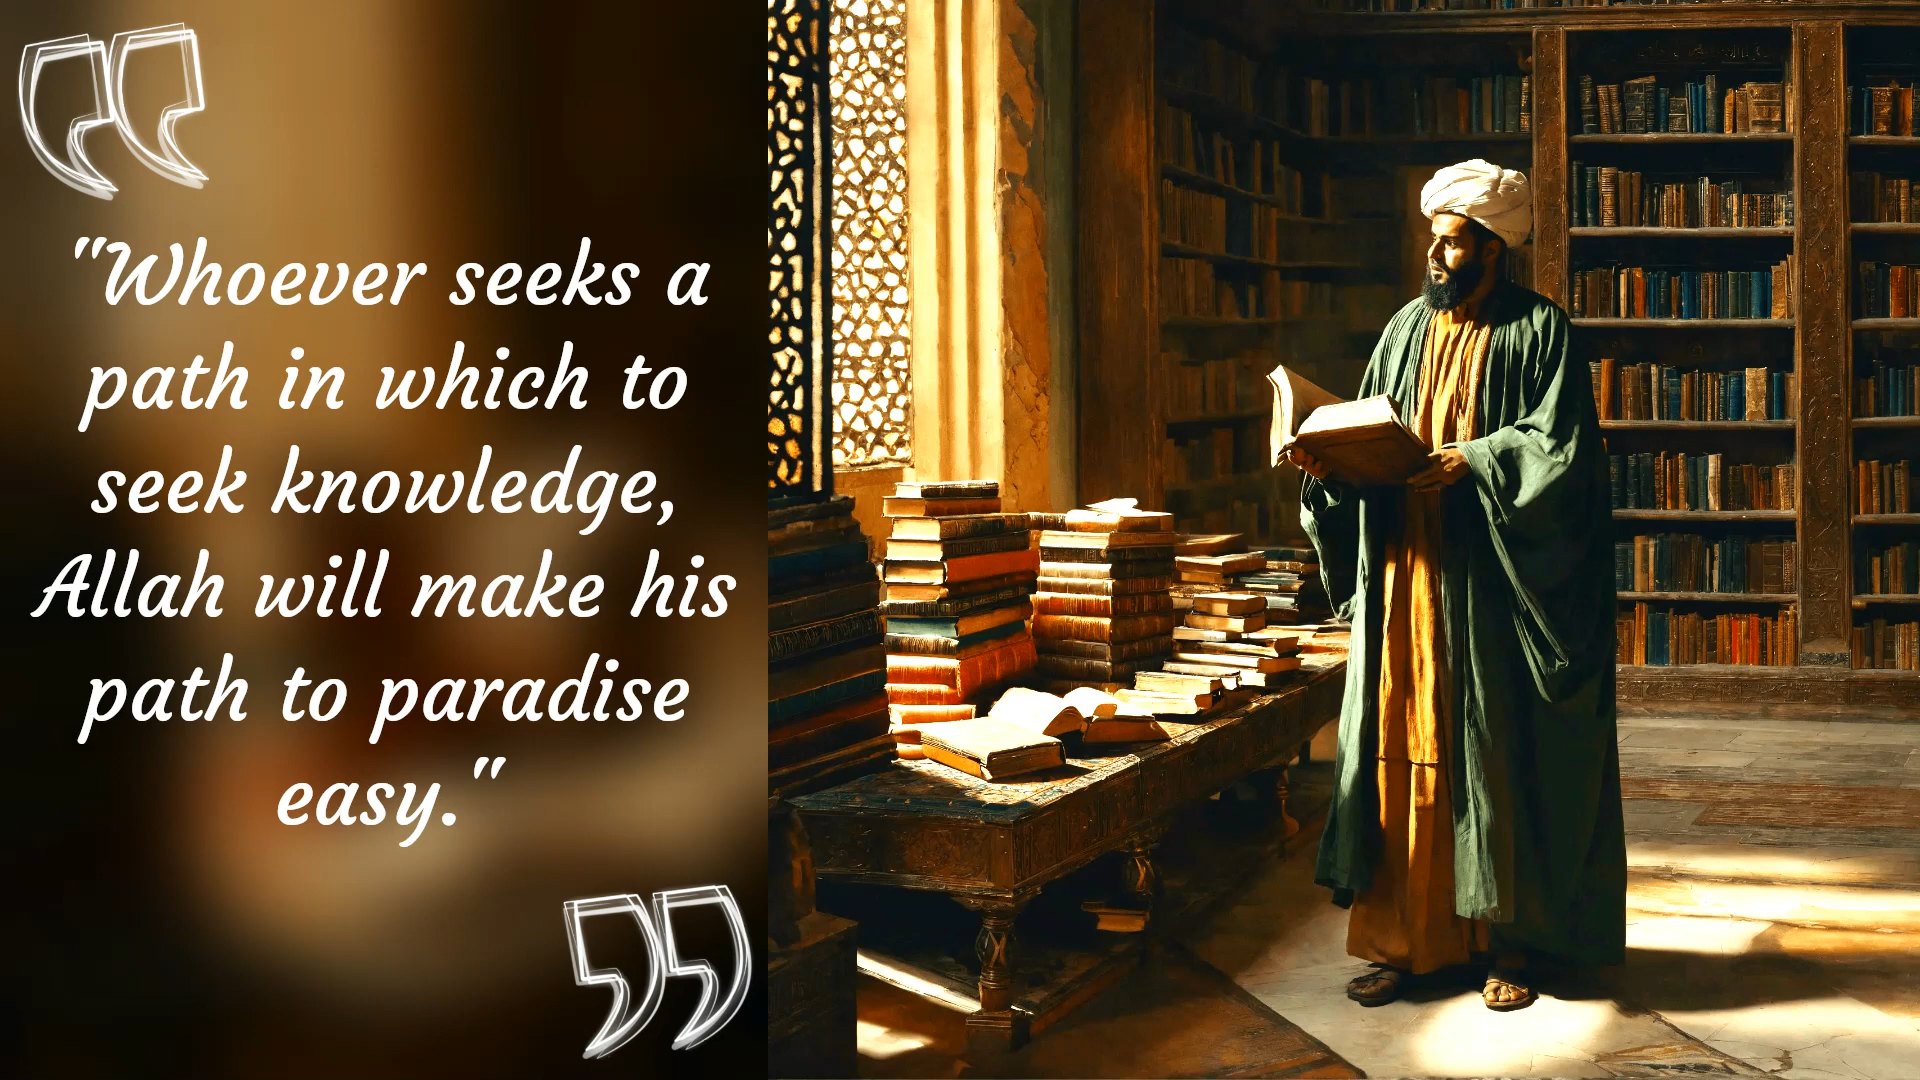 "Whoever seeks a
path in which to
seek knowledge,
Allah will make his
path to paradise
easy."